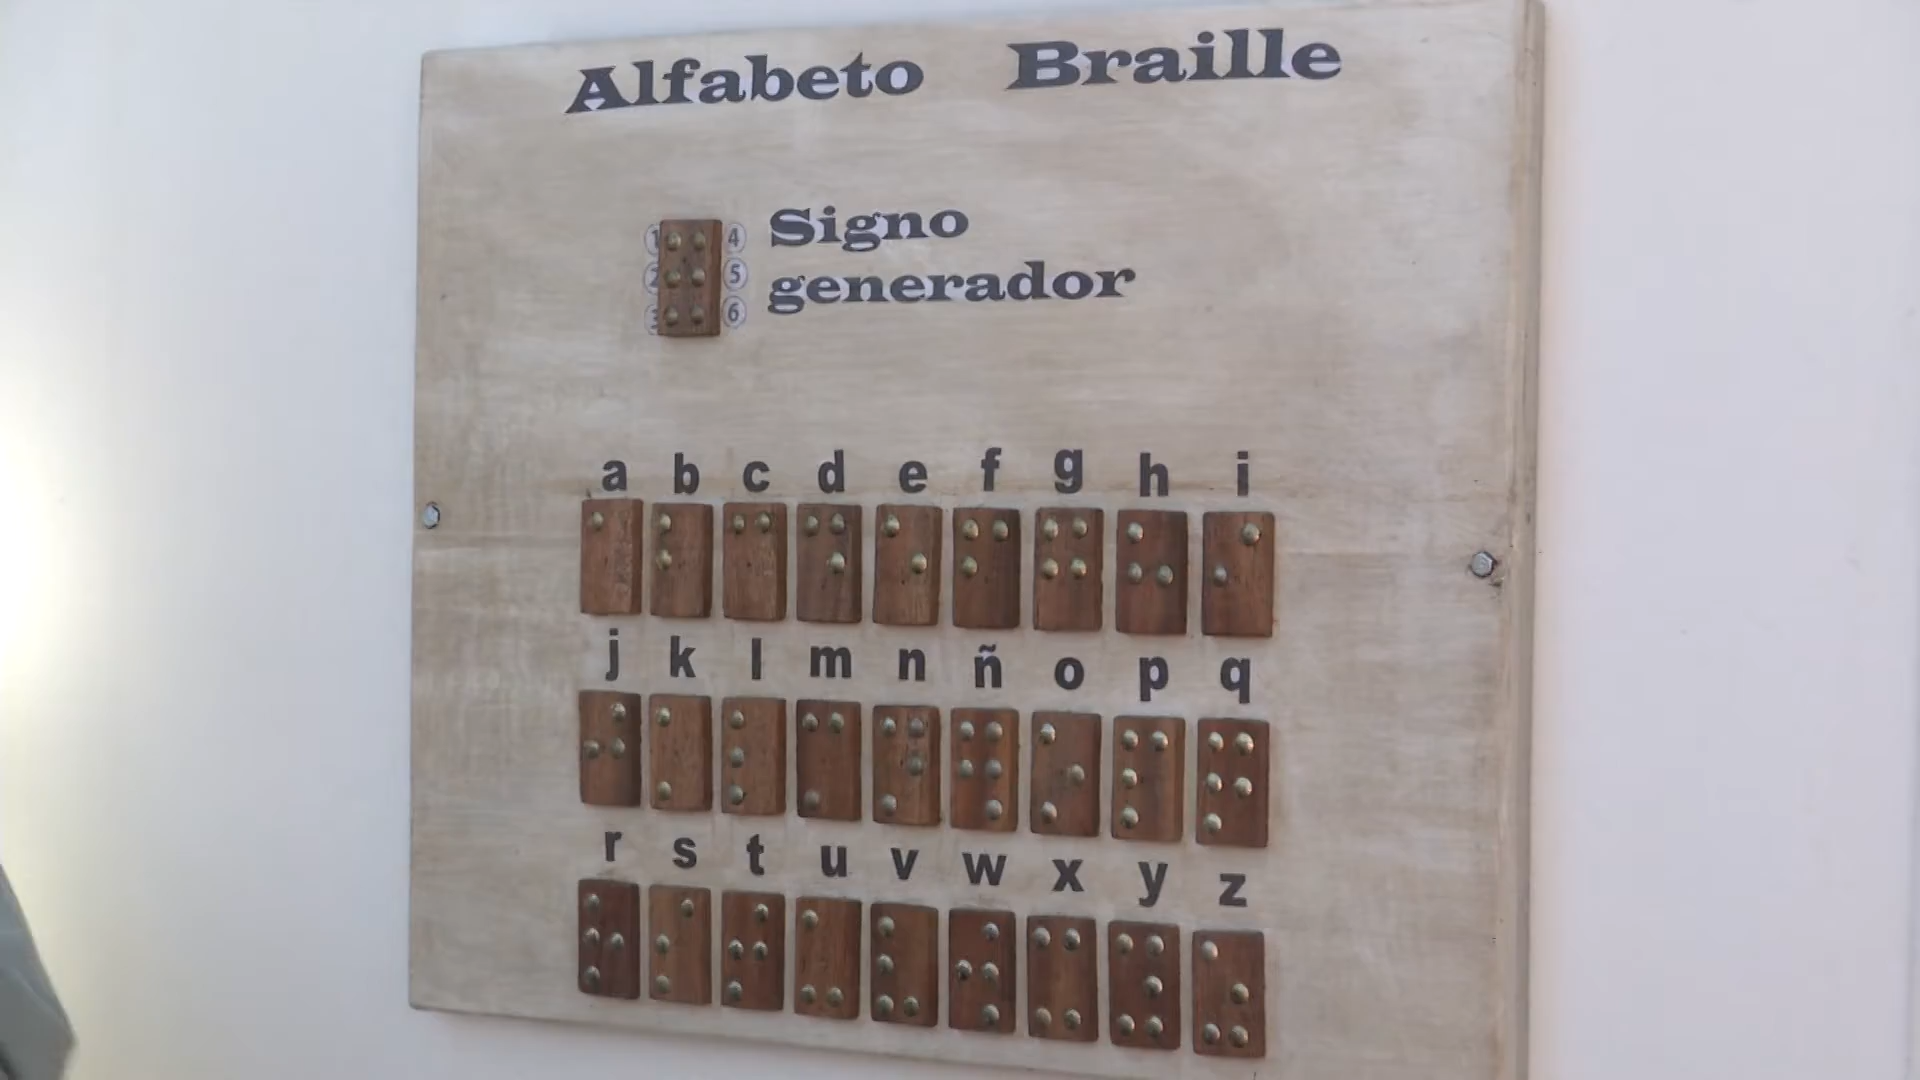 Alfabeto Braille
1 4 Signo
2 5 generador
3 6
a b c d e f g h i
j k l m n ñ o p q
r s t u v w x y z